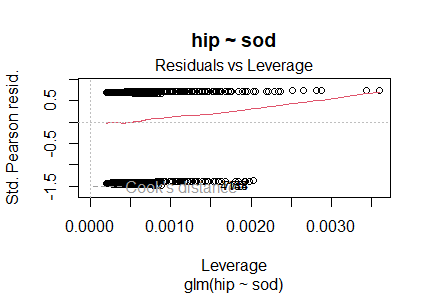 hip ~ sod
Residuals vs Leverage
Std. Pearson resid.
0.5
-0.5
-1.5
Cook's distance
0.0000
0.0010
0.0020
0.0030
Leverage
glm(hip ~ sod)